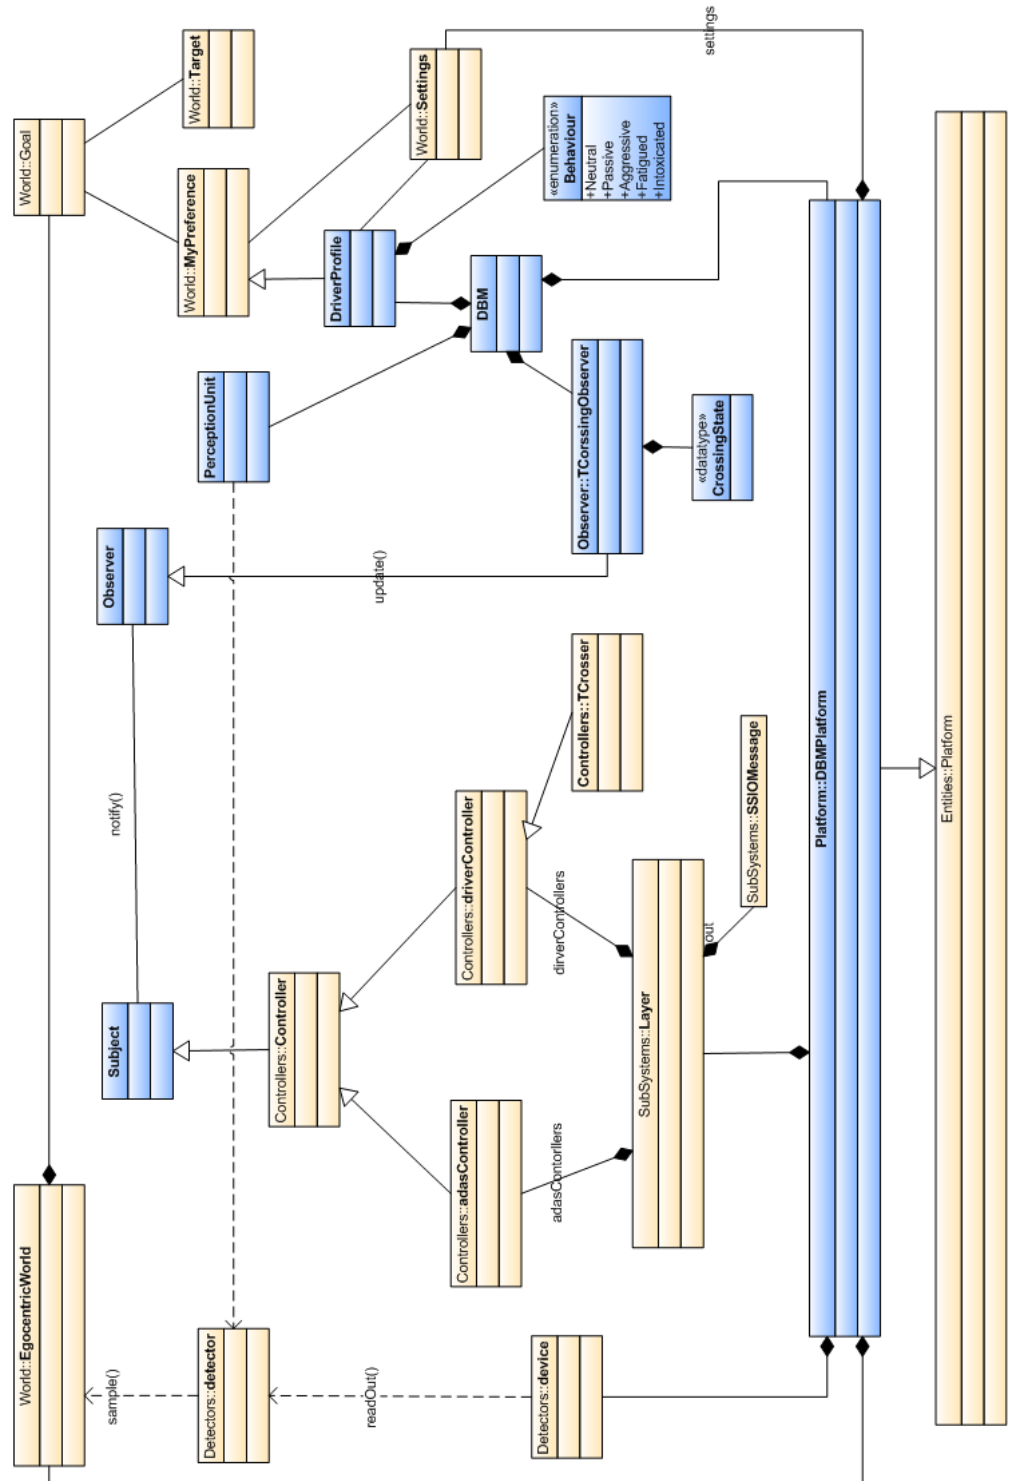 World::EgocentricWorld
World::Goal
World::Target
World::MyPreference
World::Settings
settings
sample()
notify()
Subject
Observer
PerceptionUnit
DriverProfile
«enumeration»
Behaviour
+Neutral
+Passive
+Aggressive
+Fatigued
+Intoxicated
DBM
Detectors::detector
readOut()
Detectors::device
Controllers::Controller
update()
Controllers::adasController
adasContorllers
Controllers::driverController
dirverControllers
Controllers::TCrosser
Observer::TCorssingObserver
«datatype»
CrossingState
SubSystems::Layer
out
SubSystems::SSIOMessage
Platform::DBMPlatform
Entities::Platform